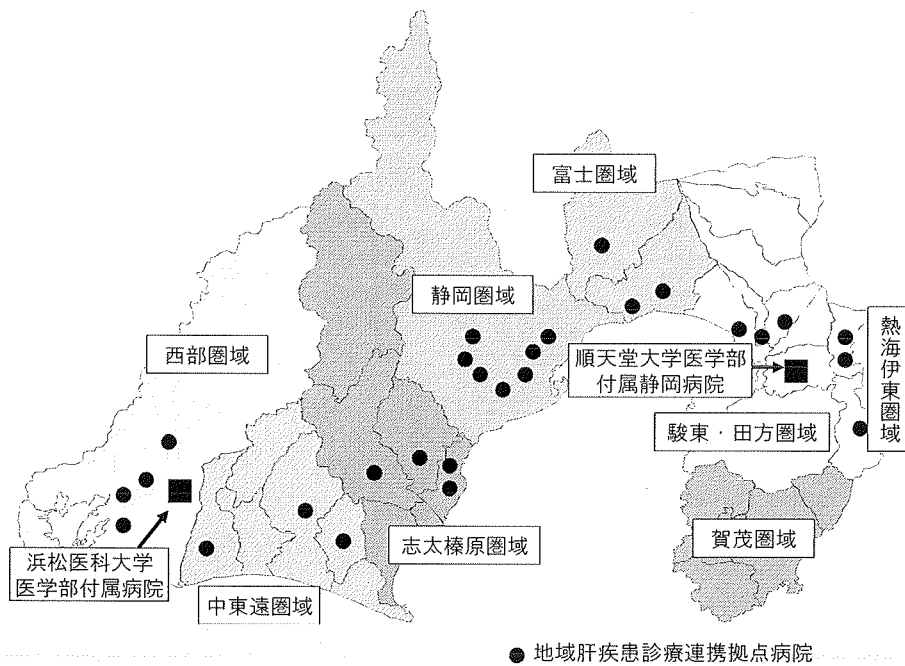 富士圏域
静岡圏域
西部圏域
熱海伊東圏域
順天堂大学医学部
付属静岡病院
駿東・田方圏域
浜松医科大学
医学部付属病院
志太榛原圏域
賀茂圏域
中東遠圏域
● 地域肝疾患診療連携拠点病院